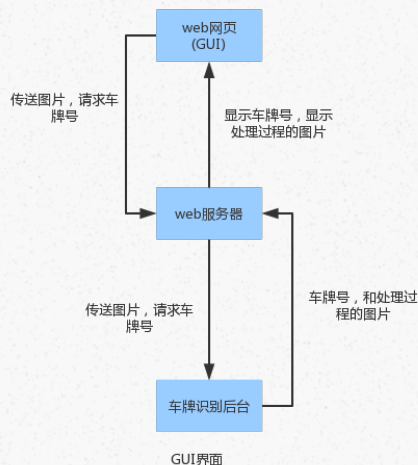 web网页
(GUI)
传送图片，请求车
牌号
显示车牌号，显示
处理过程的图片
web服务器
传送图片，请求车
牌号
车牌号，和处理过
程的图片
车牌识别后台
GUI界面